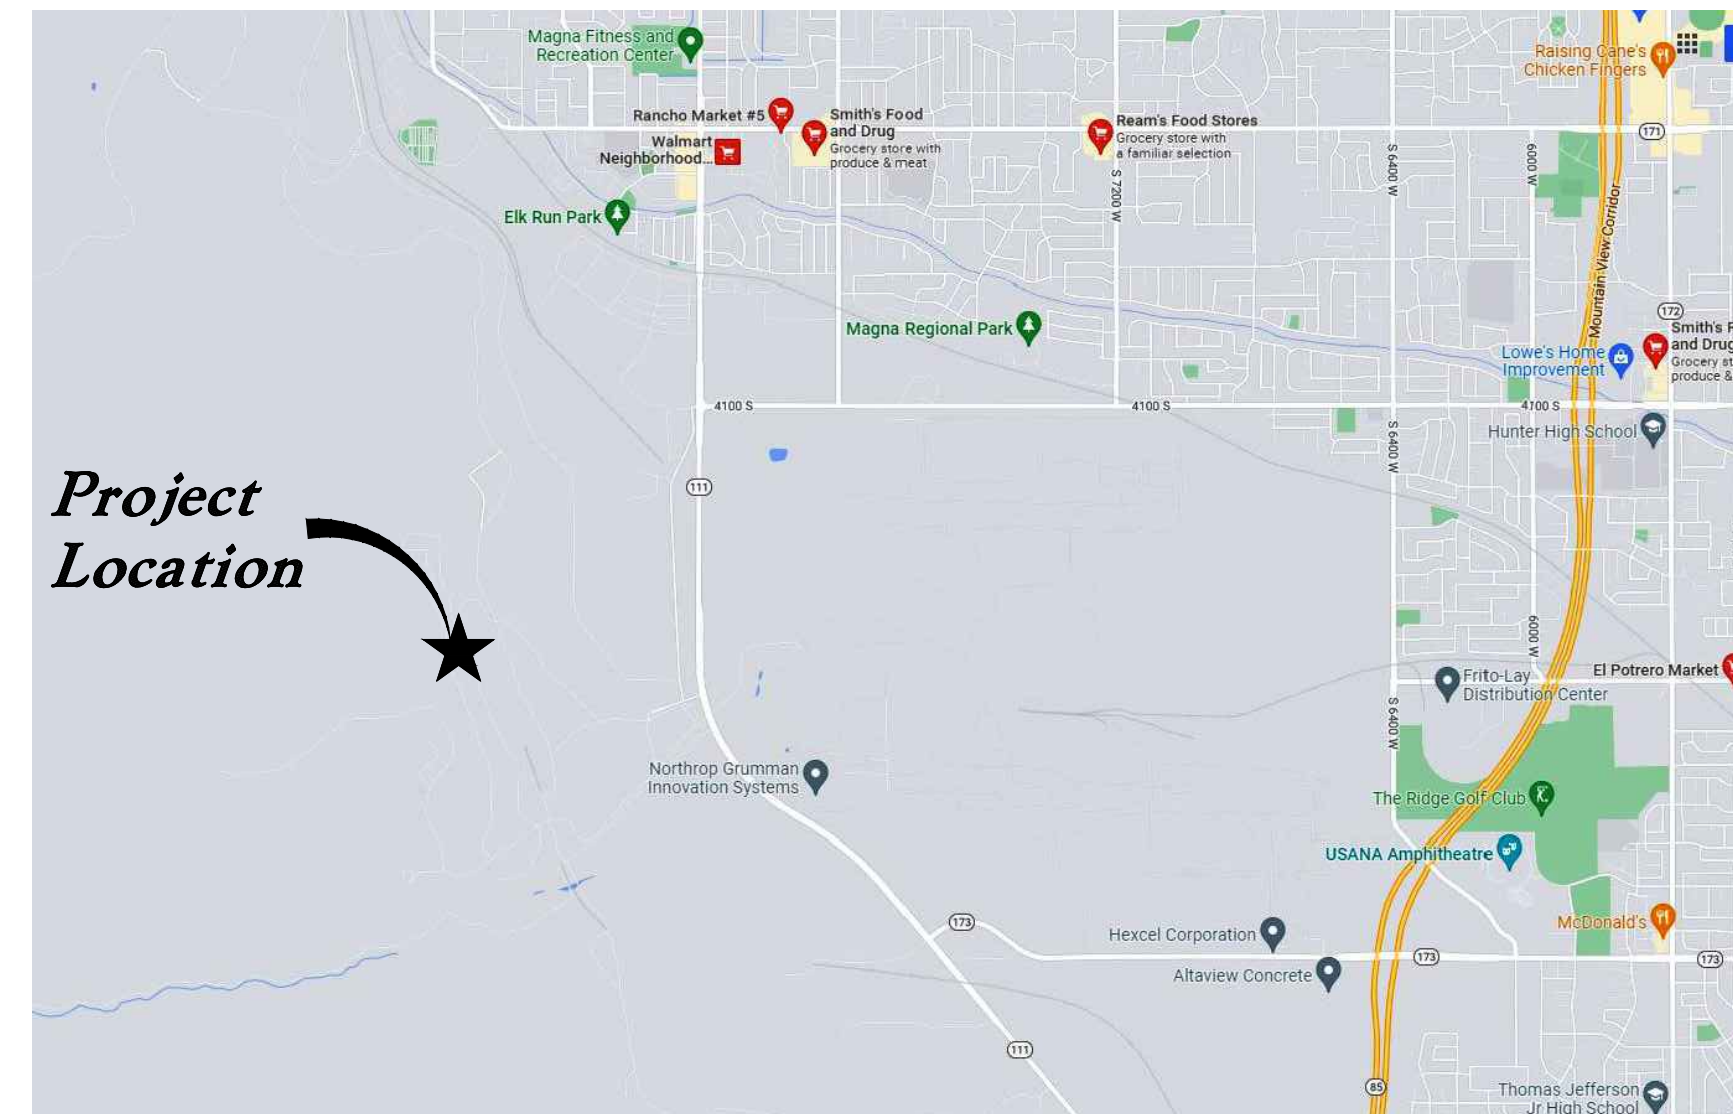 Magna Fitness and
Recreation Center
Raising Cane's
Chicken Fingers
Rancho Market #5
Smith's Food
and Drug
Grocery store with
produce & meat
Walmart
Neighborhood...
Ream's Food Stores
Grocery store with
a familiar selection
171
S 7200 W
S 6400 W
6000 W
Elk Run Park
Mountain View Corridor
Magna Regional Park
172
Smith's F
and Drug
Grocery st
produce &
Lowe's Home
Improvement
4100 S
4100 S
4100 S
Hunter High School
S 6400 W
111
Project
Location
6000 W
El Potrero Market
Frito-Lay
Distribution Center
S 6400 W
Northrop Grumman
Innovation Systems
The Ridge Golf Club
USANA Amphitheatre
173
McDonald's
Hexcel Corporation
173
173
Altaview Concrete
111
85
Thomas Jefferson
Jr High School